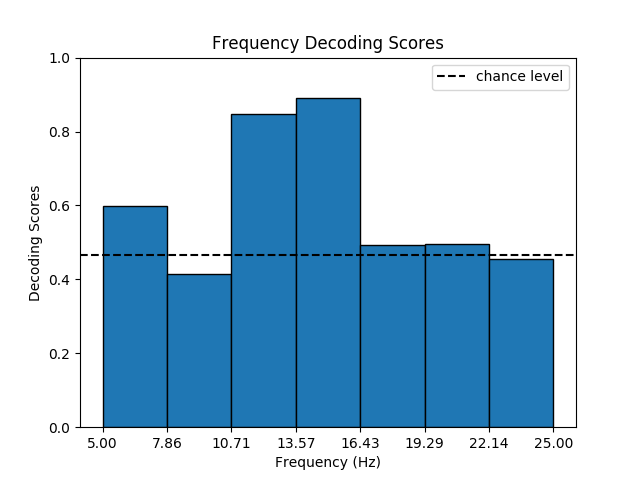 Frequency Decoding Scores
1.0
chance level
0.8
0.6
0.4
0.2
0.0
Decoding Scores
5.00 7.86 10.71 13.57 16.43 19.29 22.14 25.00
Frequency (Hz)